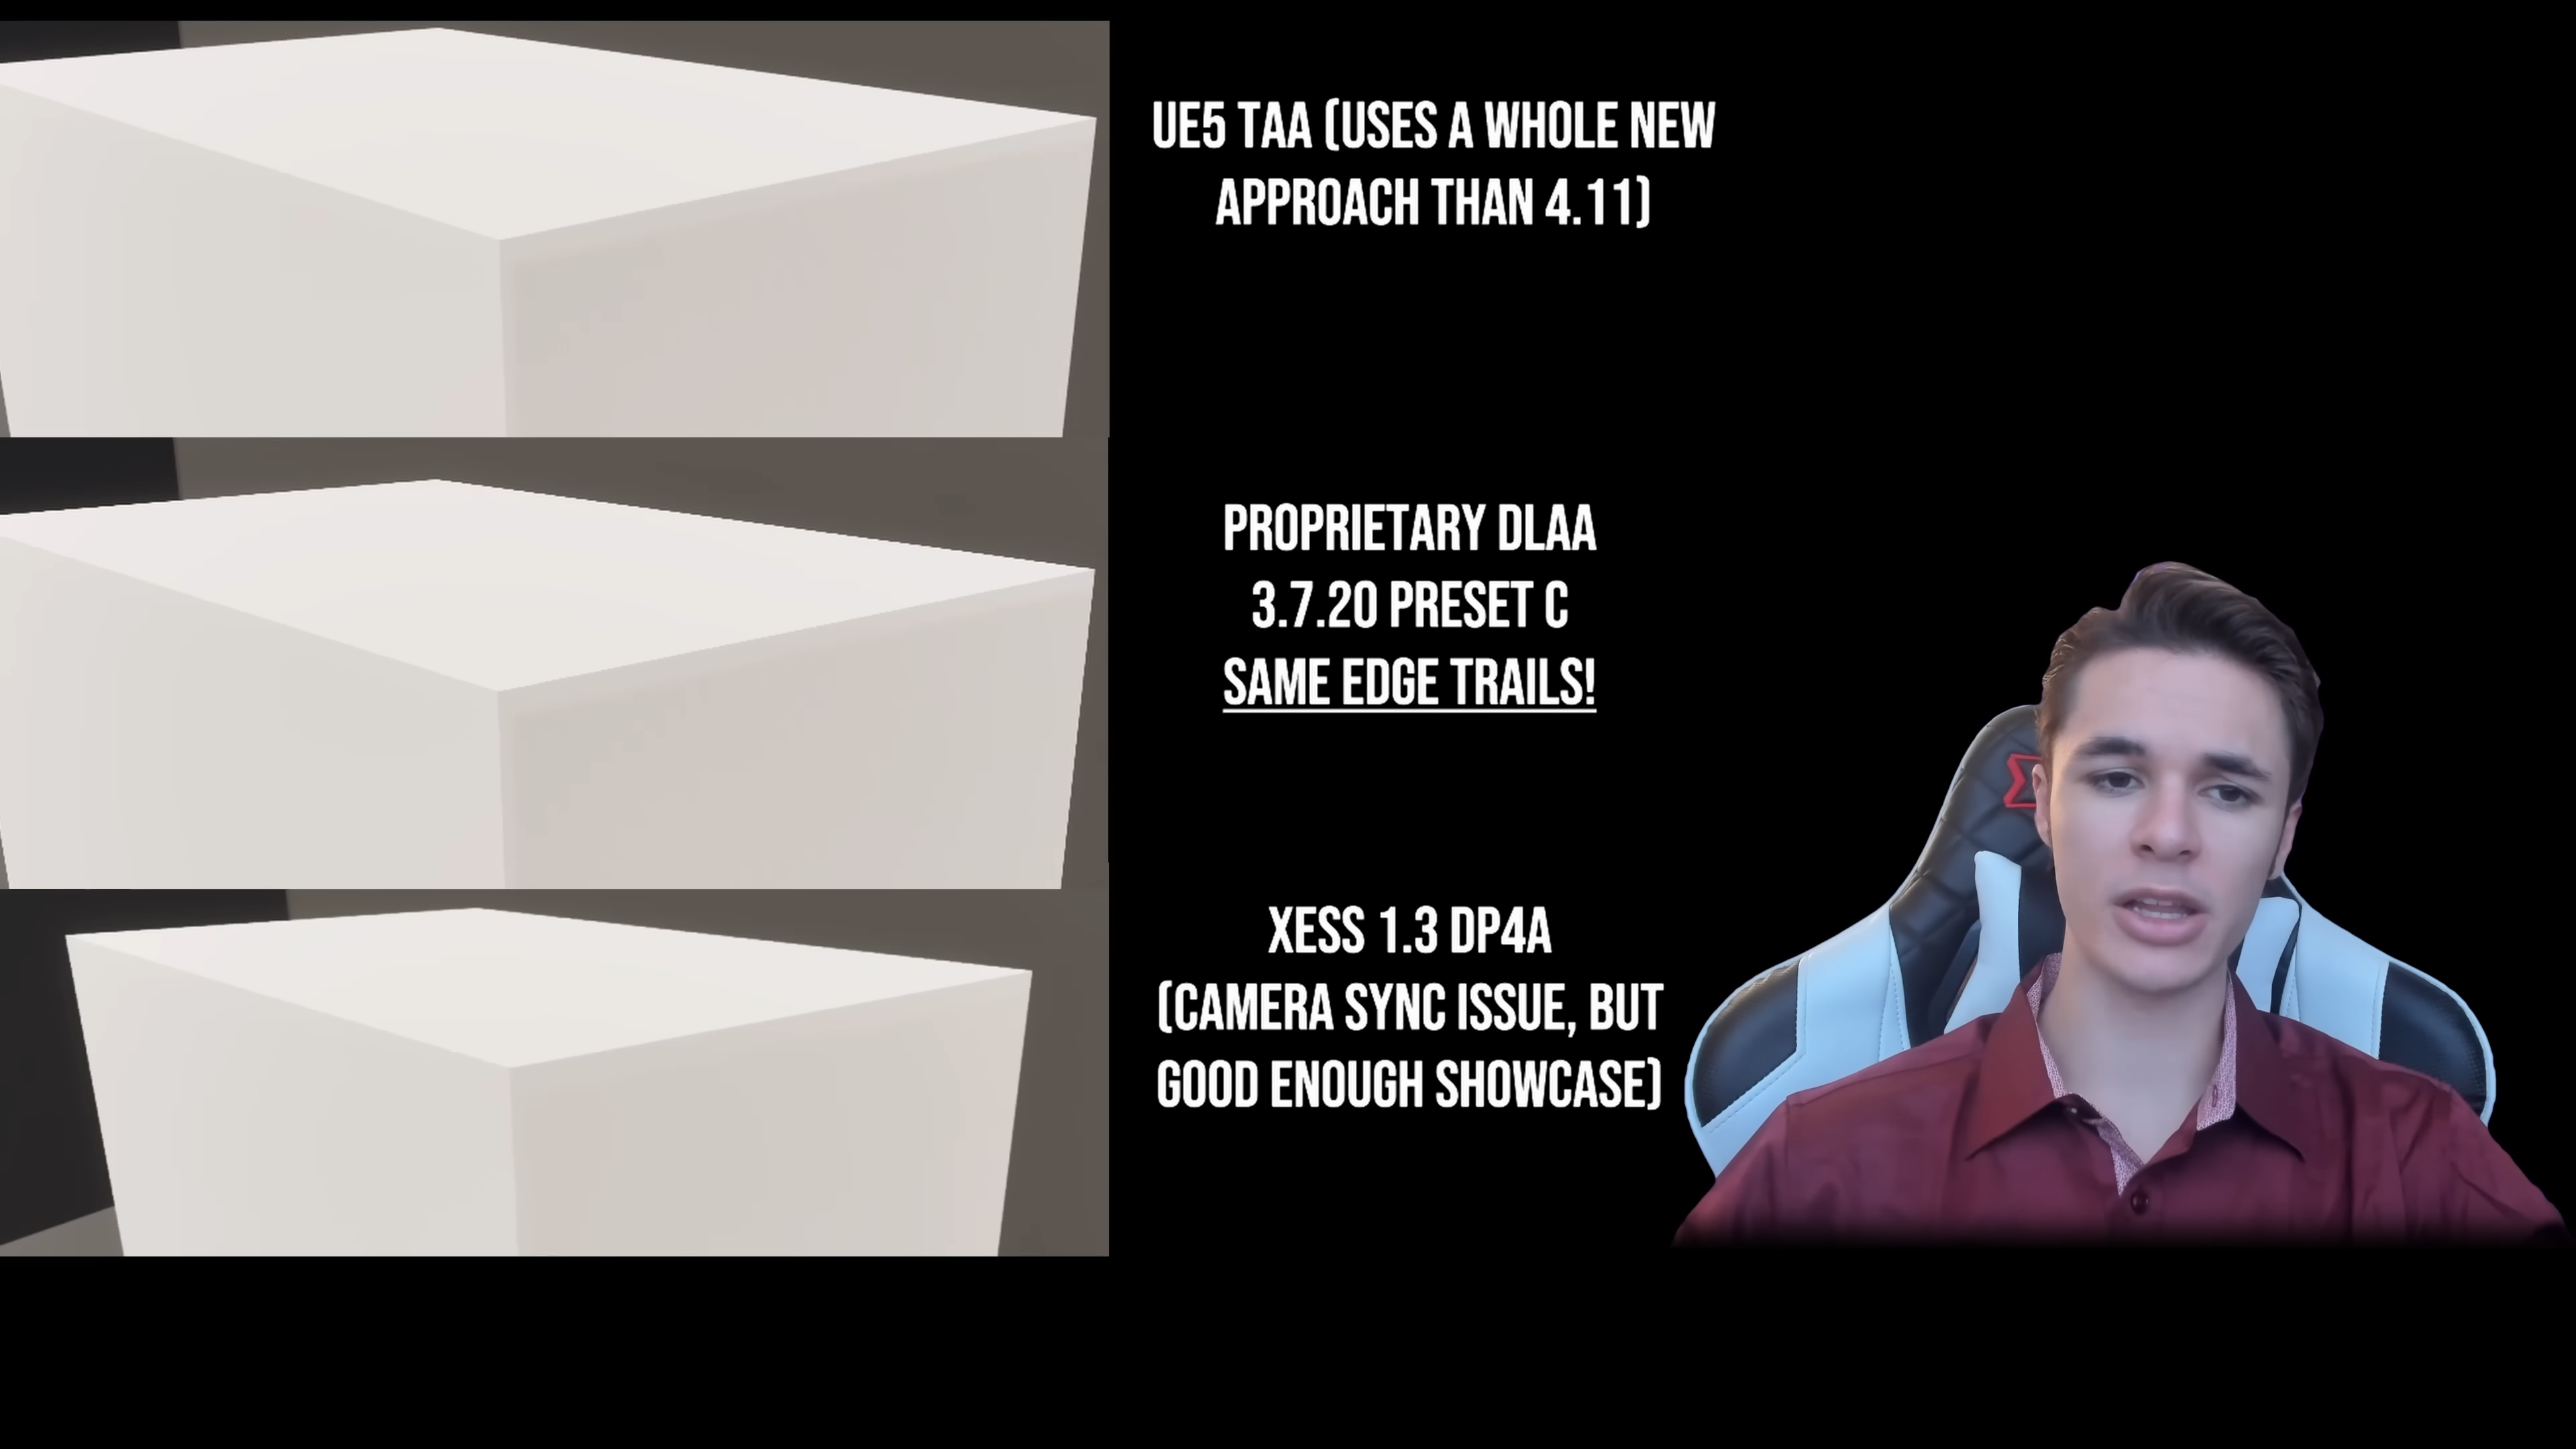 UE5 TAA (USES A WHOLE NEW
APPROACH THAN 4.11)
PROPRIETARY DLAA
3.7.20 PRESET C
SAME EDGE TRAILS!
XESS 1.3 DP4A
(CAMERA SYNC ISSUE, BUT
GOOD ENOUGH SHOWCASE)